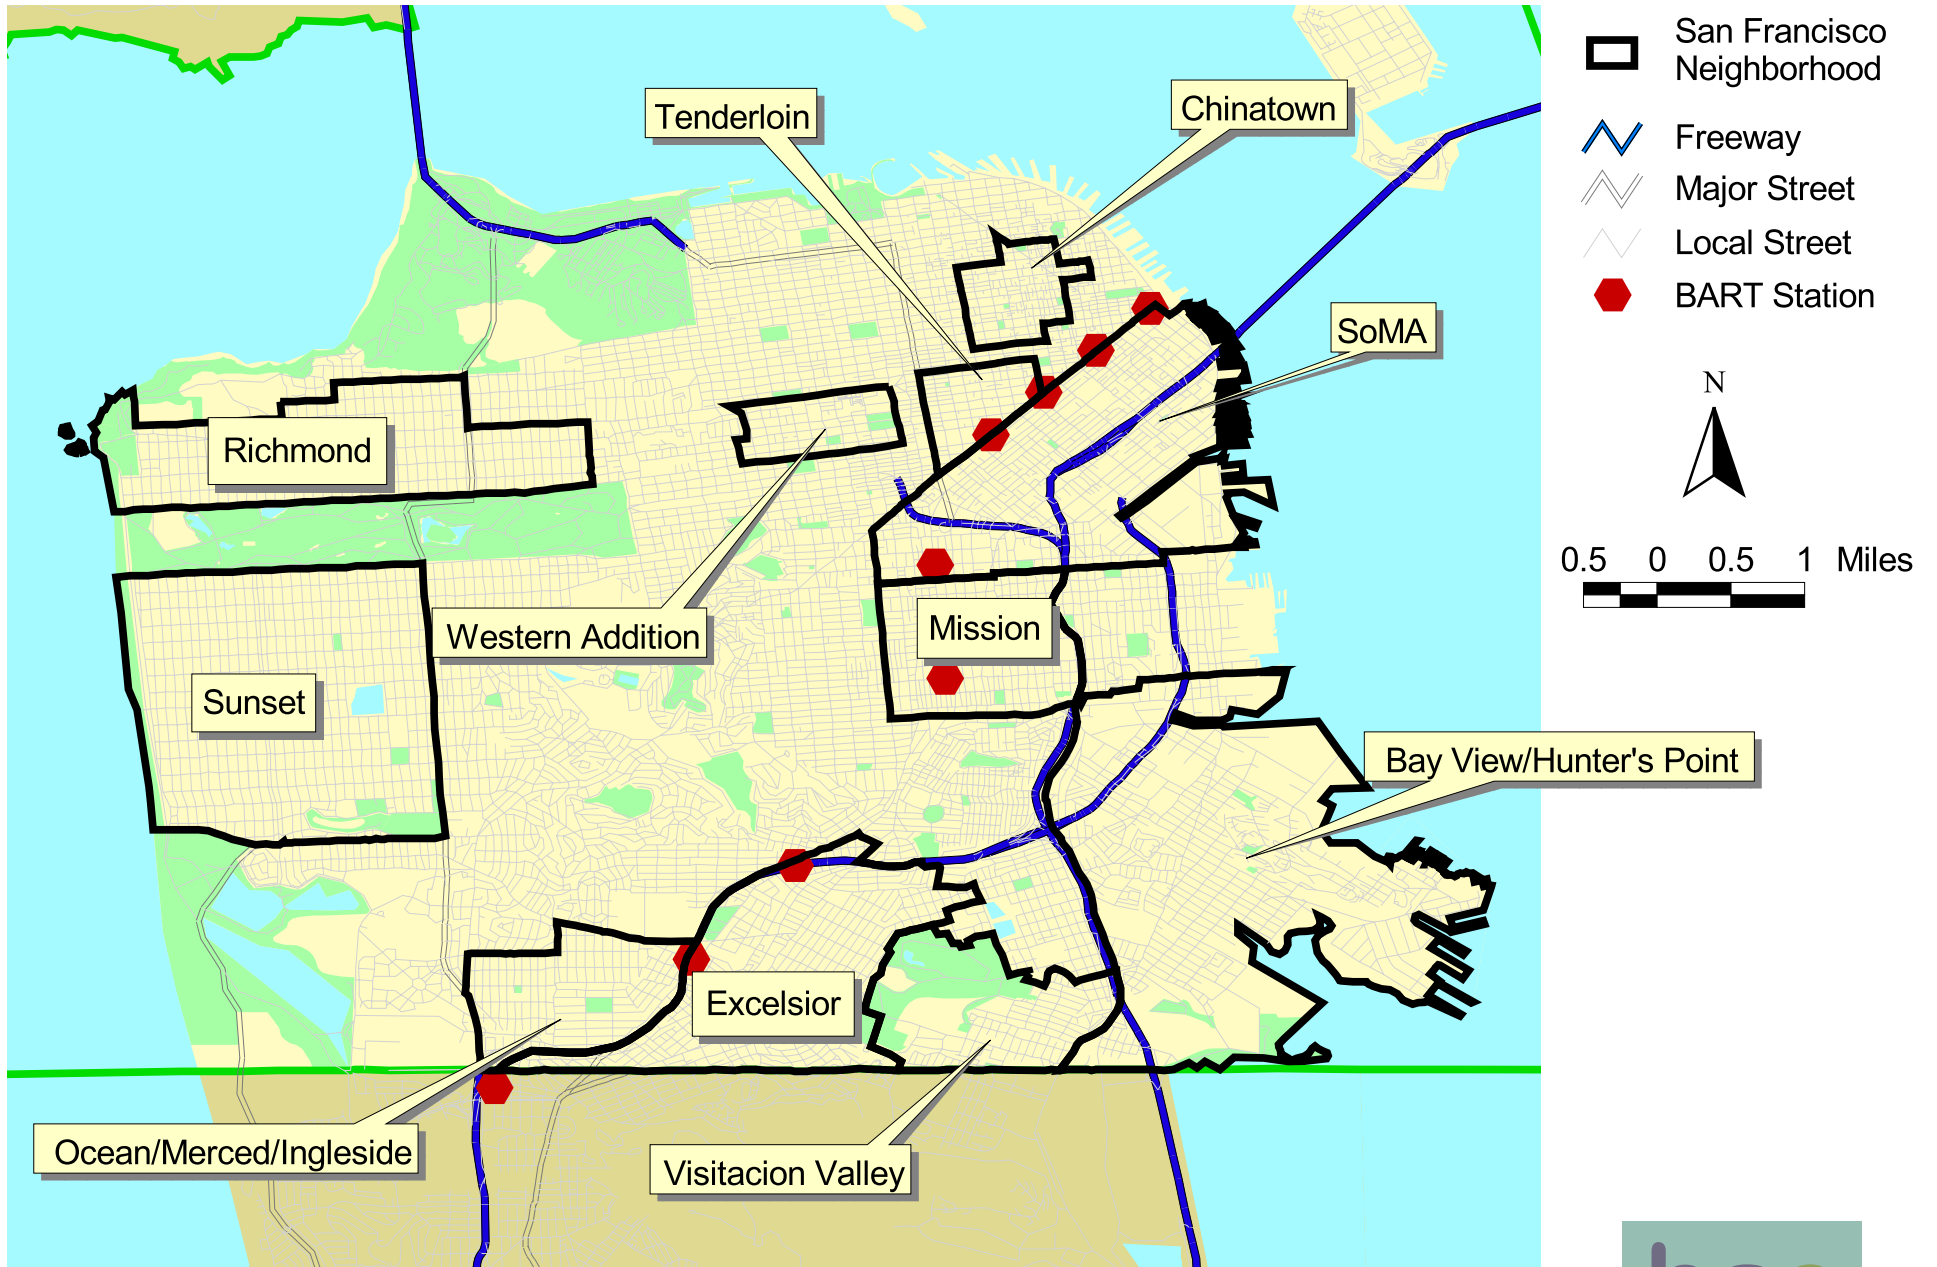 Tenderloin
Chinatown
SoMA
Richmond
Western Addition
Mission
Sunset
Bay View/Hunter's Point
Excelsior
Ocean/Merced/Ingleside
Visitacion Valley
San Francisco
Neighborhood
Freeway
Major Street
Local Street
BART Station
N
0.5 0 0.5 1 Miles